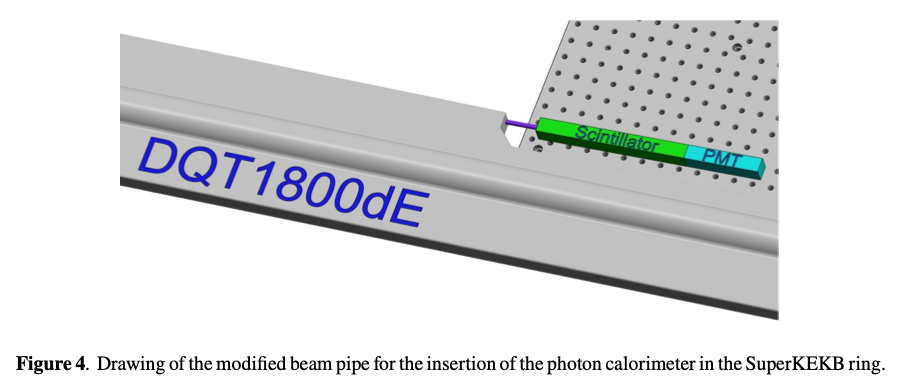 Scintillator
PMT
DQT1800dE
Figure 4. Drawing of the modified beam pipe for the insertion of the photon calorimeter in the SuperKEKB ring.